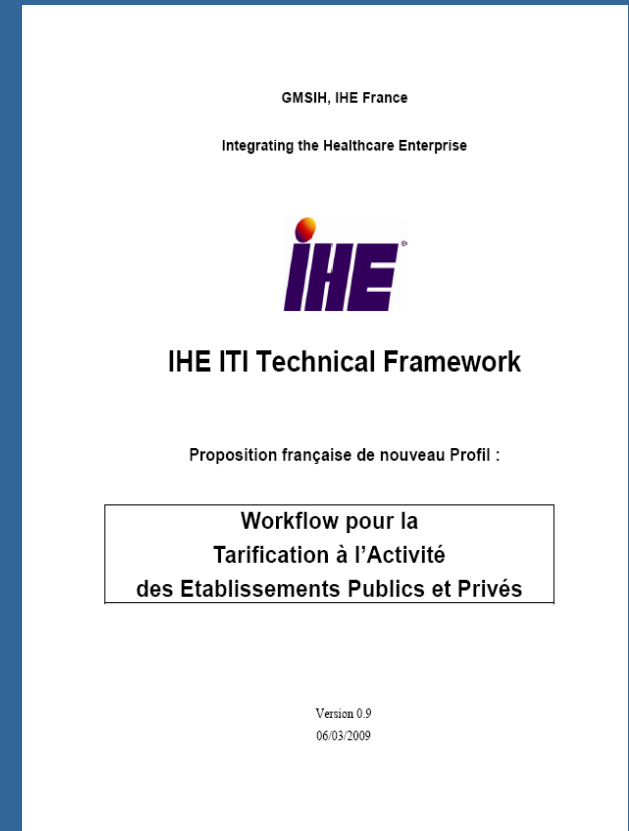 GMSIH, IHE France
Integrating the Healthcare Enterprise
IHE®
IHE ITI Technical Framework
Proposition française de nouveau Profil :
Workflow pour la
Tarification à l'Activité
des Etablissements Publics et Privés
Version 0.9
06/03/2009